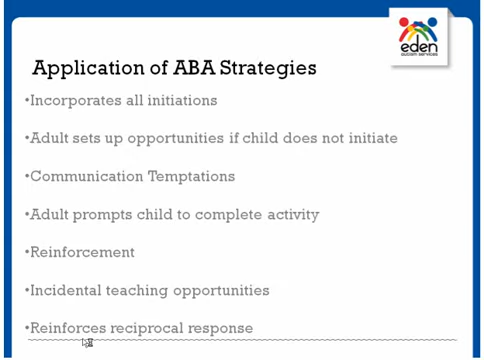 eden
autism services
Application of ABA Strategies
•Incorporates all initiations
•Adult sets up opportunities if child does not initiate
•Communication Temptations
•Adult prompts child to complete activity
•Reinforcement
•Incidental teaching opportunities
•Reinforces reciprocal response